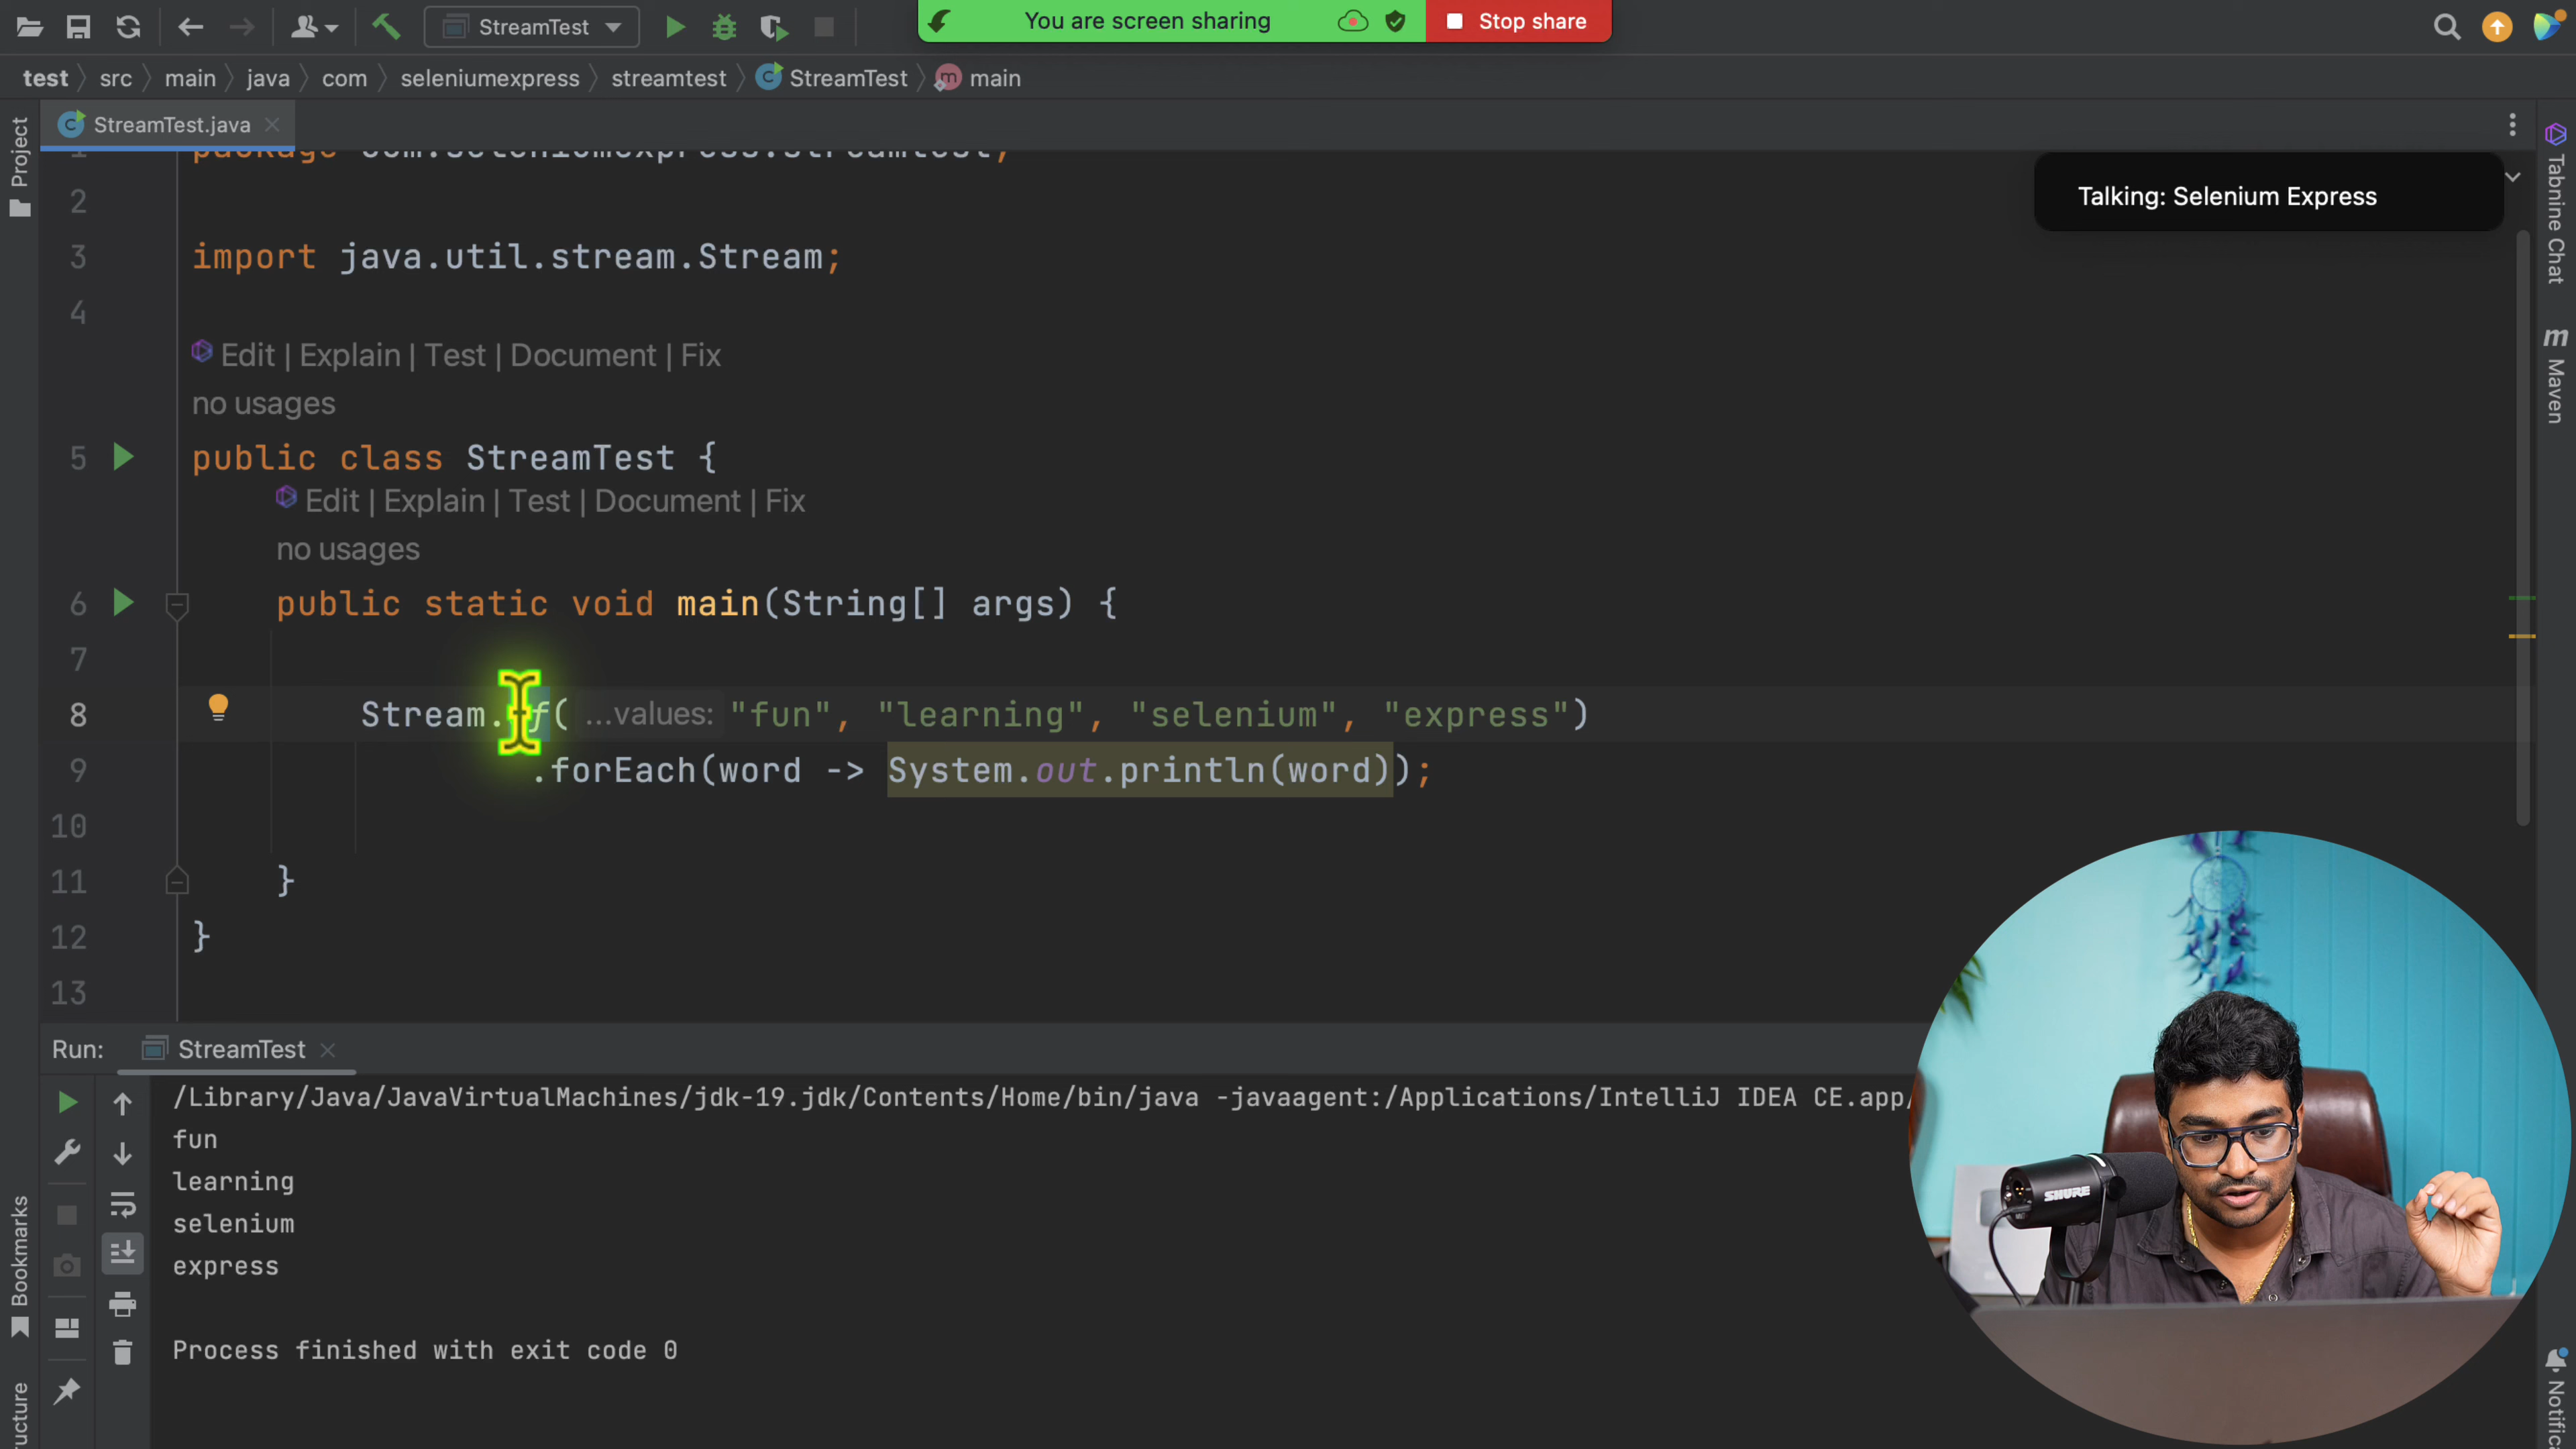 StreamTest
You are screen sharing
Stop share
test
src
main
java
com
seleniumexpress
streamtest
StreamTest
main
Project
StreamTest.java
Talking: Selenium Express
Tabnine Chat
Maven
1 package com.seleniumexpress.streamtest;
2
3 import java.util.stream.Stream;
4
Edit | Explain | Test | Document | Fix
no usages
5 public class StreamTest {
Edit | Explain | Test | Document | Fix
no usages
6 public static void main(String[] args) {
7
8 Stream.of( ...values: "fun", "learning", "selenium", "express")
9 .forEach(word -> System.out.println(word));
10
11 }
12 }
13
Run: StreamTest
/Library/Java/JavaVirtualMachines/jdk-19.jdk/Contents/Home/bin/java -javaagent:/Applications/IntelliJ IDEA CE.app/
fun
learning
selenium
express
Process finished with exit code 0
Bookmarks
SHURE